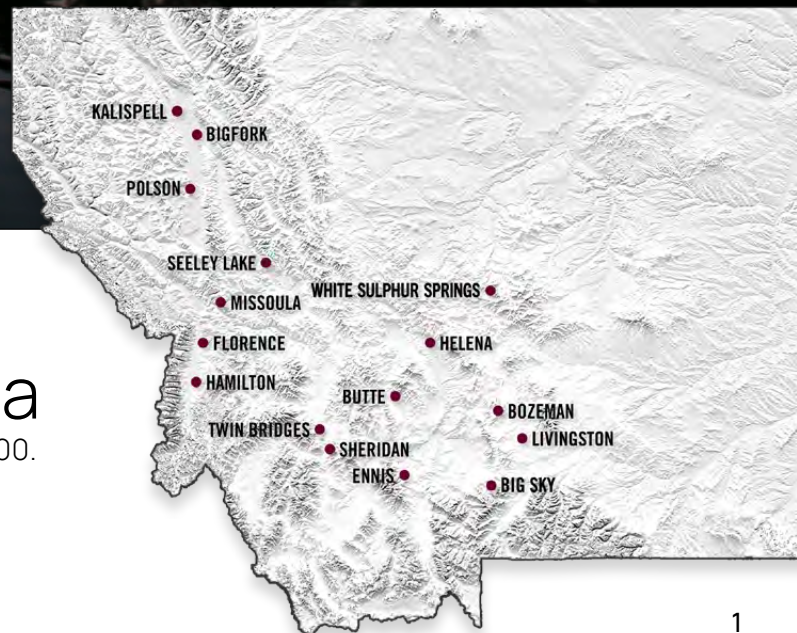 KALISPELL
BIGFORK
POLSON
SEELEY LAKE
WHITE SULPHUR SPRINGS
MISSOULA
FLORENCE
HELENA
HAMILTON
a
00.
BUTTE
BOZEMAN
TWIN BRIDGES
LIVINGSTON
SHERIDAN
ENNIS
BIG SKY
1